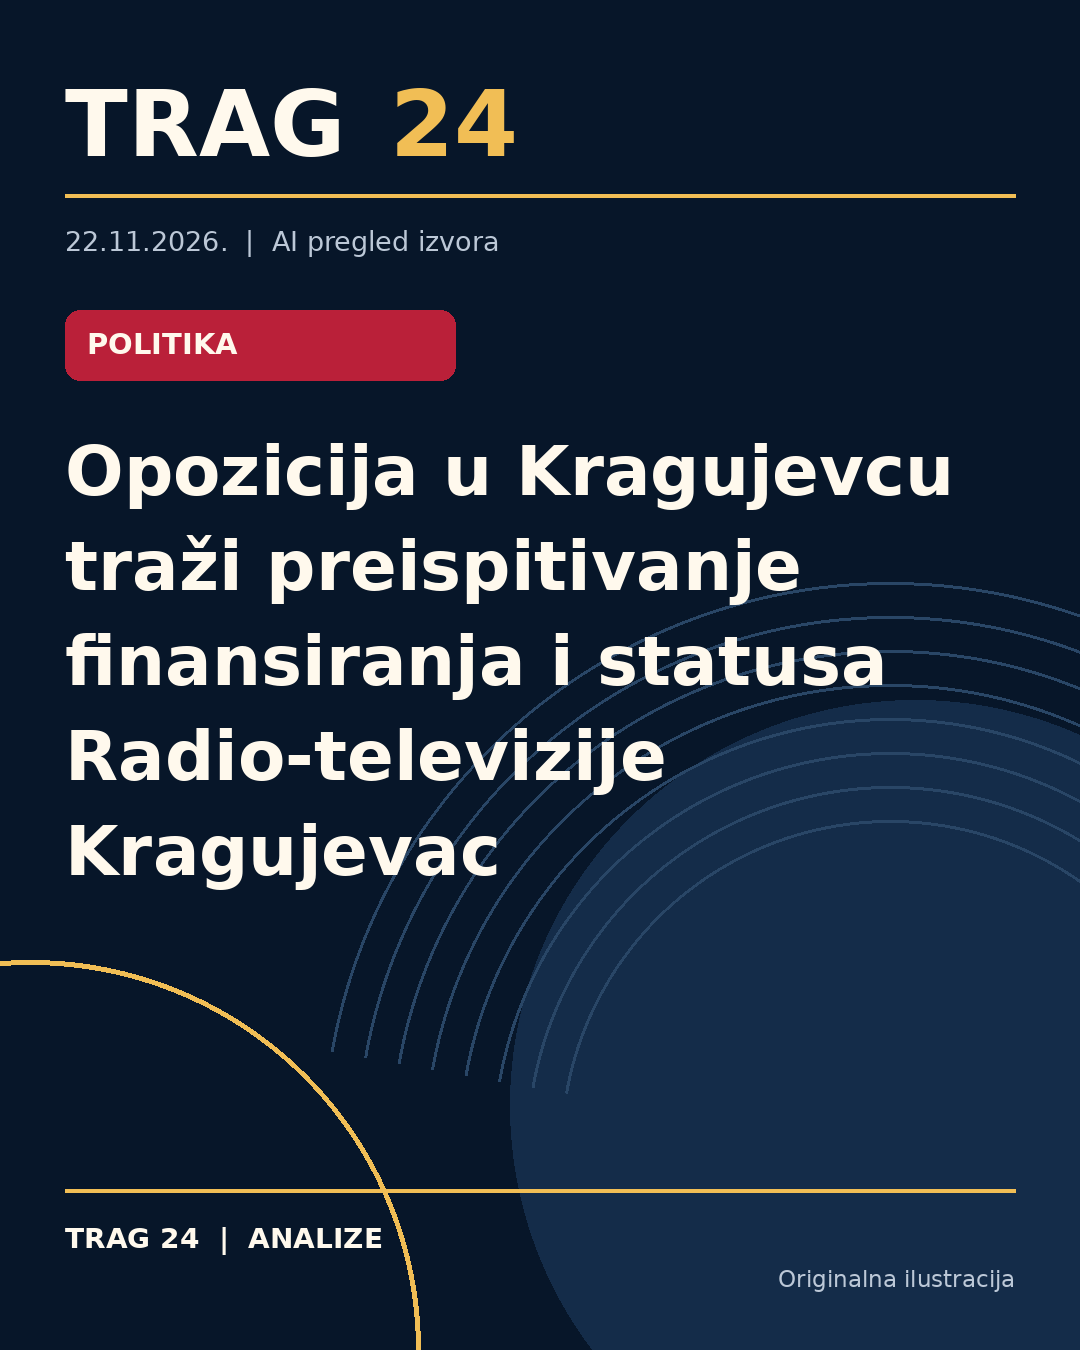 TRAG 24
22.11.2026. | AI pregled izvora
POLITIKA
Opozicija u Kragujevcu
traži preispitivanje
finansiranja i statusa
Radio-televizije
Kragujevac
TRAG 24 | ANALIZE
Originalna ilustracija